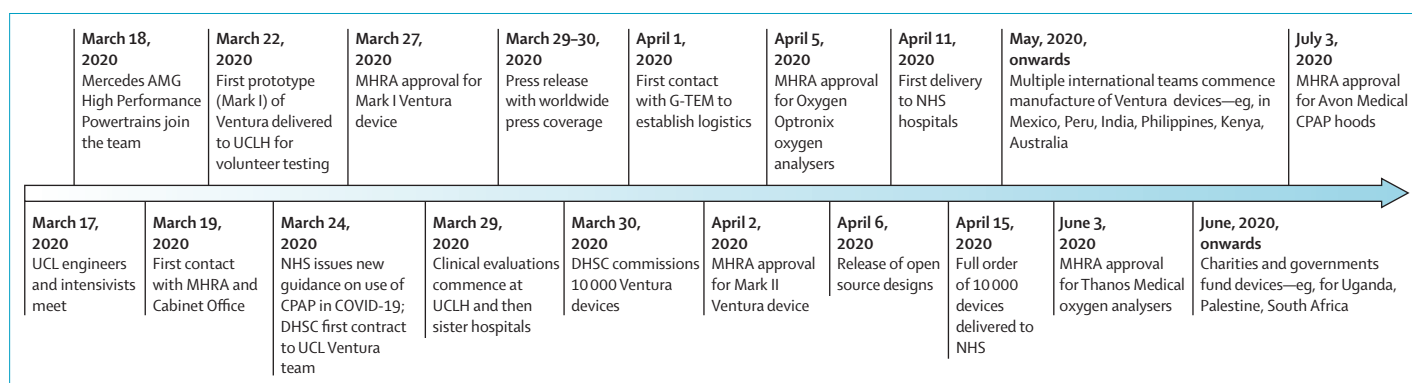 March 18,
2020
Mercedes AMG
High Performance
Powertrains join
the team
March 22,
2020
First prototype
(Mark I) of
Ventura delivered
to UCLH for
volunteer testing
March 27,
2020
MHRA approval for
Mark I Ventura
device
March 29–30,
2020
Press release
with worldwide
press coverage
April 1,
2020
First contact
with G-TEM to
establish logistics
April 5,
2020
MHRA approval
for Oxygen
Optronix
oxygen
analysers
April 11,
2020
First delivery
to NHS
hospitals
May, 2020,
onwards
Multiple international teams commence
manufacture of Ventura devices—eg, in
Mexico, Peru, India, Philippines, Kenya,
Australia
July 3,
2020
MHRA approval
for Avon Medical
CPAP hoods
March 17,
2020
UCL engineers
and intensivists
meet
March 19,
2020
First contact
with MHRA and
Cabinet Office
March 24,
2020
NHS issues new
guidance on use of
CPAP in COVID-19;
DHSC first contract
to UCL Ventura
team
March 29,
2020
Clinical evaluations
commence at
UCLH and then
sister hospitals
March 30,
2020
DHSC commissions
10 000 Ventura
devices
April 2,
2020
MHRA approval
for Mark II
Ventura device
April 6,
2020
Release of open
source designs
April 15,
2020
Full order
of 10 000
devices
delivered to
NHS
June 3,
2020
MHRA approval
for Thanos Medical
oxygen analysers
June, 2020,
onwards
Charities and governments
fund devices—eg, for Uganda,
Palestine, South Africa